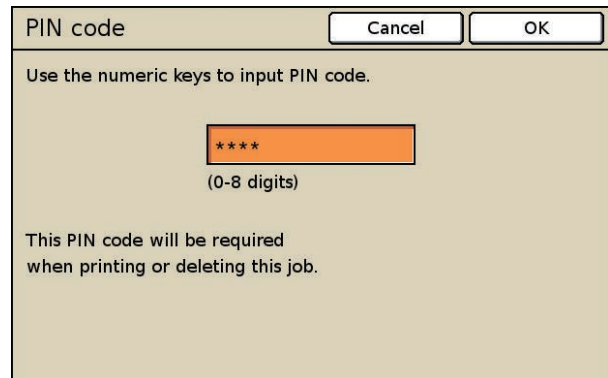 PIN code
Cancel
OK
Use the numeric keys to input PIN code.
****
(0-8 digits)
This PIN code will be required
when printing or deleting this job.